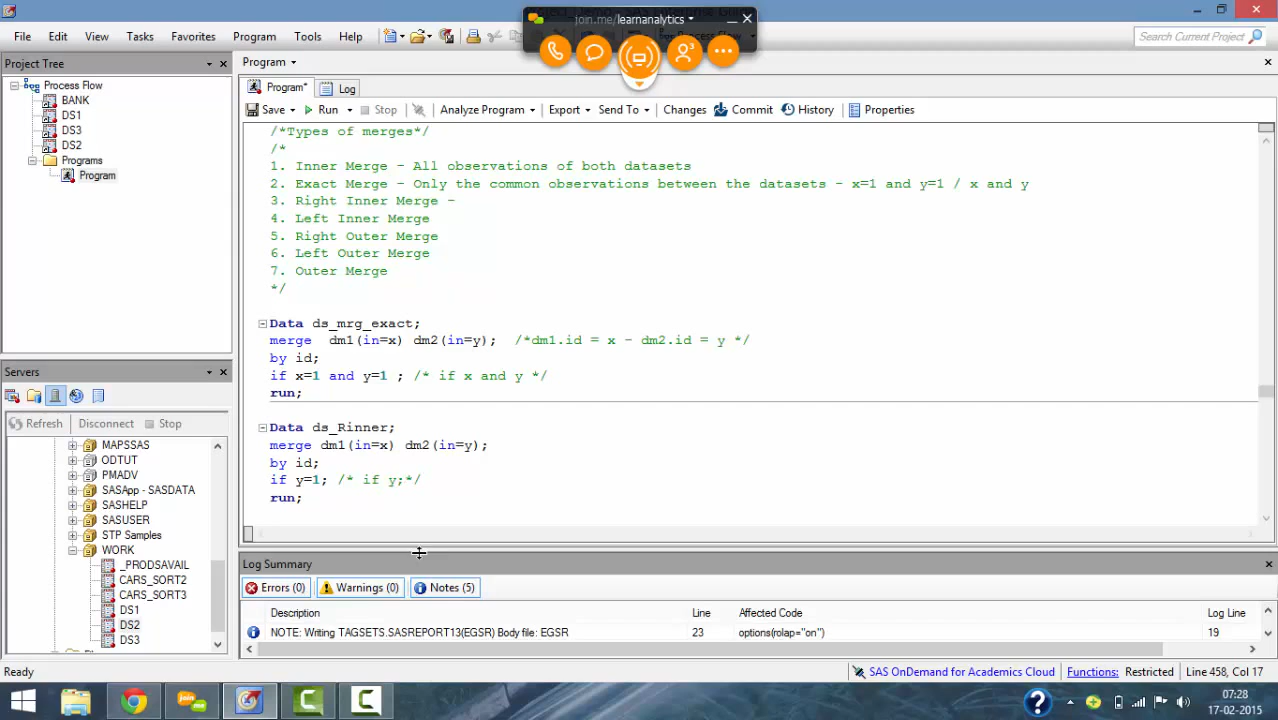 join.me/learnanalytics
File Edit View Tasks Favorites Program Tools Help
Search Current Project
Project Tree
Process Flow
BANK
DS1
DS3
DS2
Programs
Program
Program
Program* Log
Save Run Stop Analyze Program Export Send To Changes Commit History Properties
/*Types of merges*/
/*
1. Inner Merge - All observations of both datasets
2. Exact Merge - Only the common observations between the datasets - x=1 and y=1 / x and y
3. Right Inner Merge -
4. Left Inner Merge
5. Right Outer Merge
6. Left Outer Merge
7. Outer Merge
*/
Data ds_mrg_exact;
merge dm1(in=x) dm2(in=y); /*dm1.id = x - dm2.id = y */
by id;
if x=1 and y=1 ; /* if x and y */
run;
Data ds_Rinner;
merge dm1(in=x) dm2(in=y);
by id;
if y=1; /* if y;*/
run;
Servers
Refresh Disconnect Stop
MAPSSAS
ODTUT
PMADV
SASApp - SASDATA
SASHELP
SASUSER
STP Samples
WORK
_PRODSAVAIL
CARS_SORT2
CARS_SORT3
DS1
DS2
DS3
Log Summary
Errors (0) Warnings (0) Notes (5)
Description Line Affected Code Log Line
NOTE: Writing TAGSETS.SASREPORT13(EGSR) Body file: EGSR 23 options(rolap="on") 19
Ready
SAS OnDemand for Academics Cloud Functions: Restricted Line 458, Col 17
join me
07:28
17-02-2015